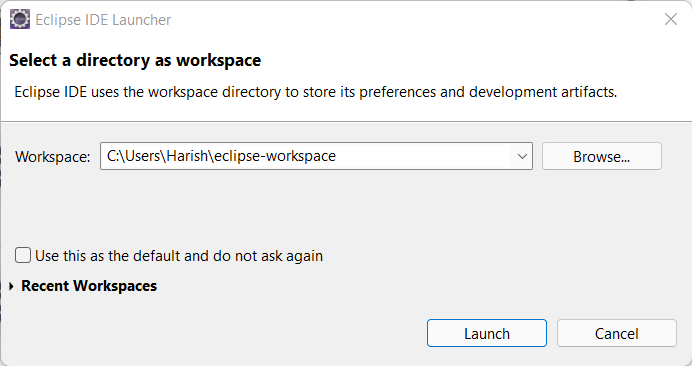 Eclipse IDE Launcher
Select a directory as workspace
Eclipse IDE uses the workspace directory to store its preferences and development artifacts.
Workspace: C:\Users\Harish\eclipse-workspace Browse...
Use this as the default and do not ask again
Recent Workspaces
Launch Cancel